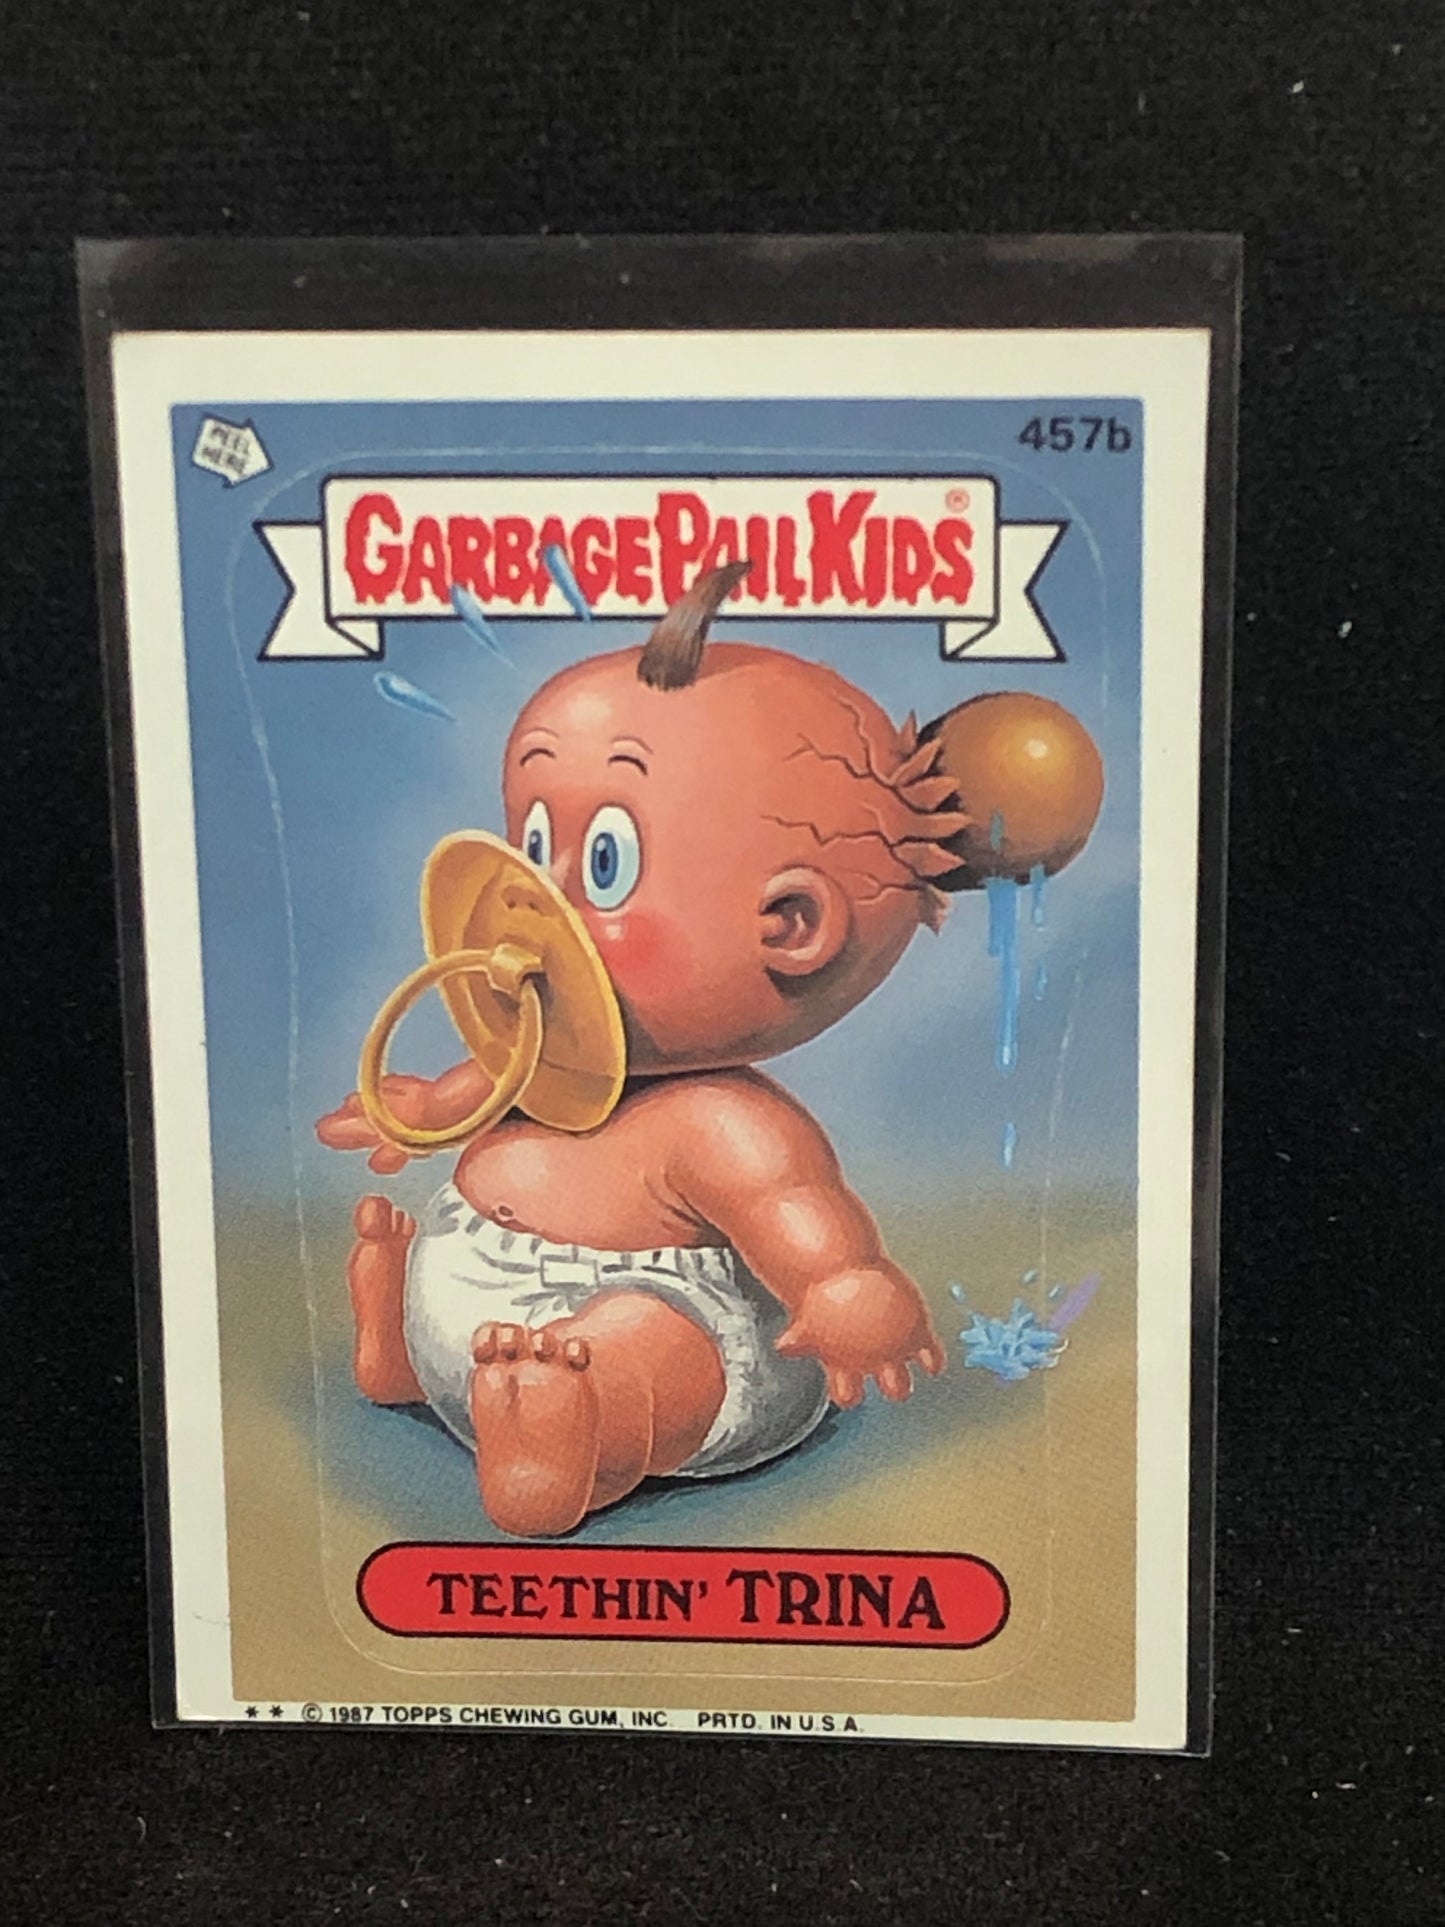 PEEL
HERE
457b
GARBAGE PAIL KIDS®
TEETHIN' TRINA
** © 1987 TOPPS CHEWING GUM, INC. PRTD. IN U.S.A.